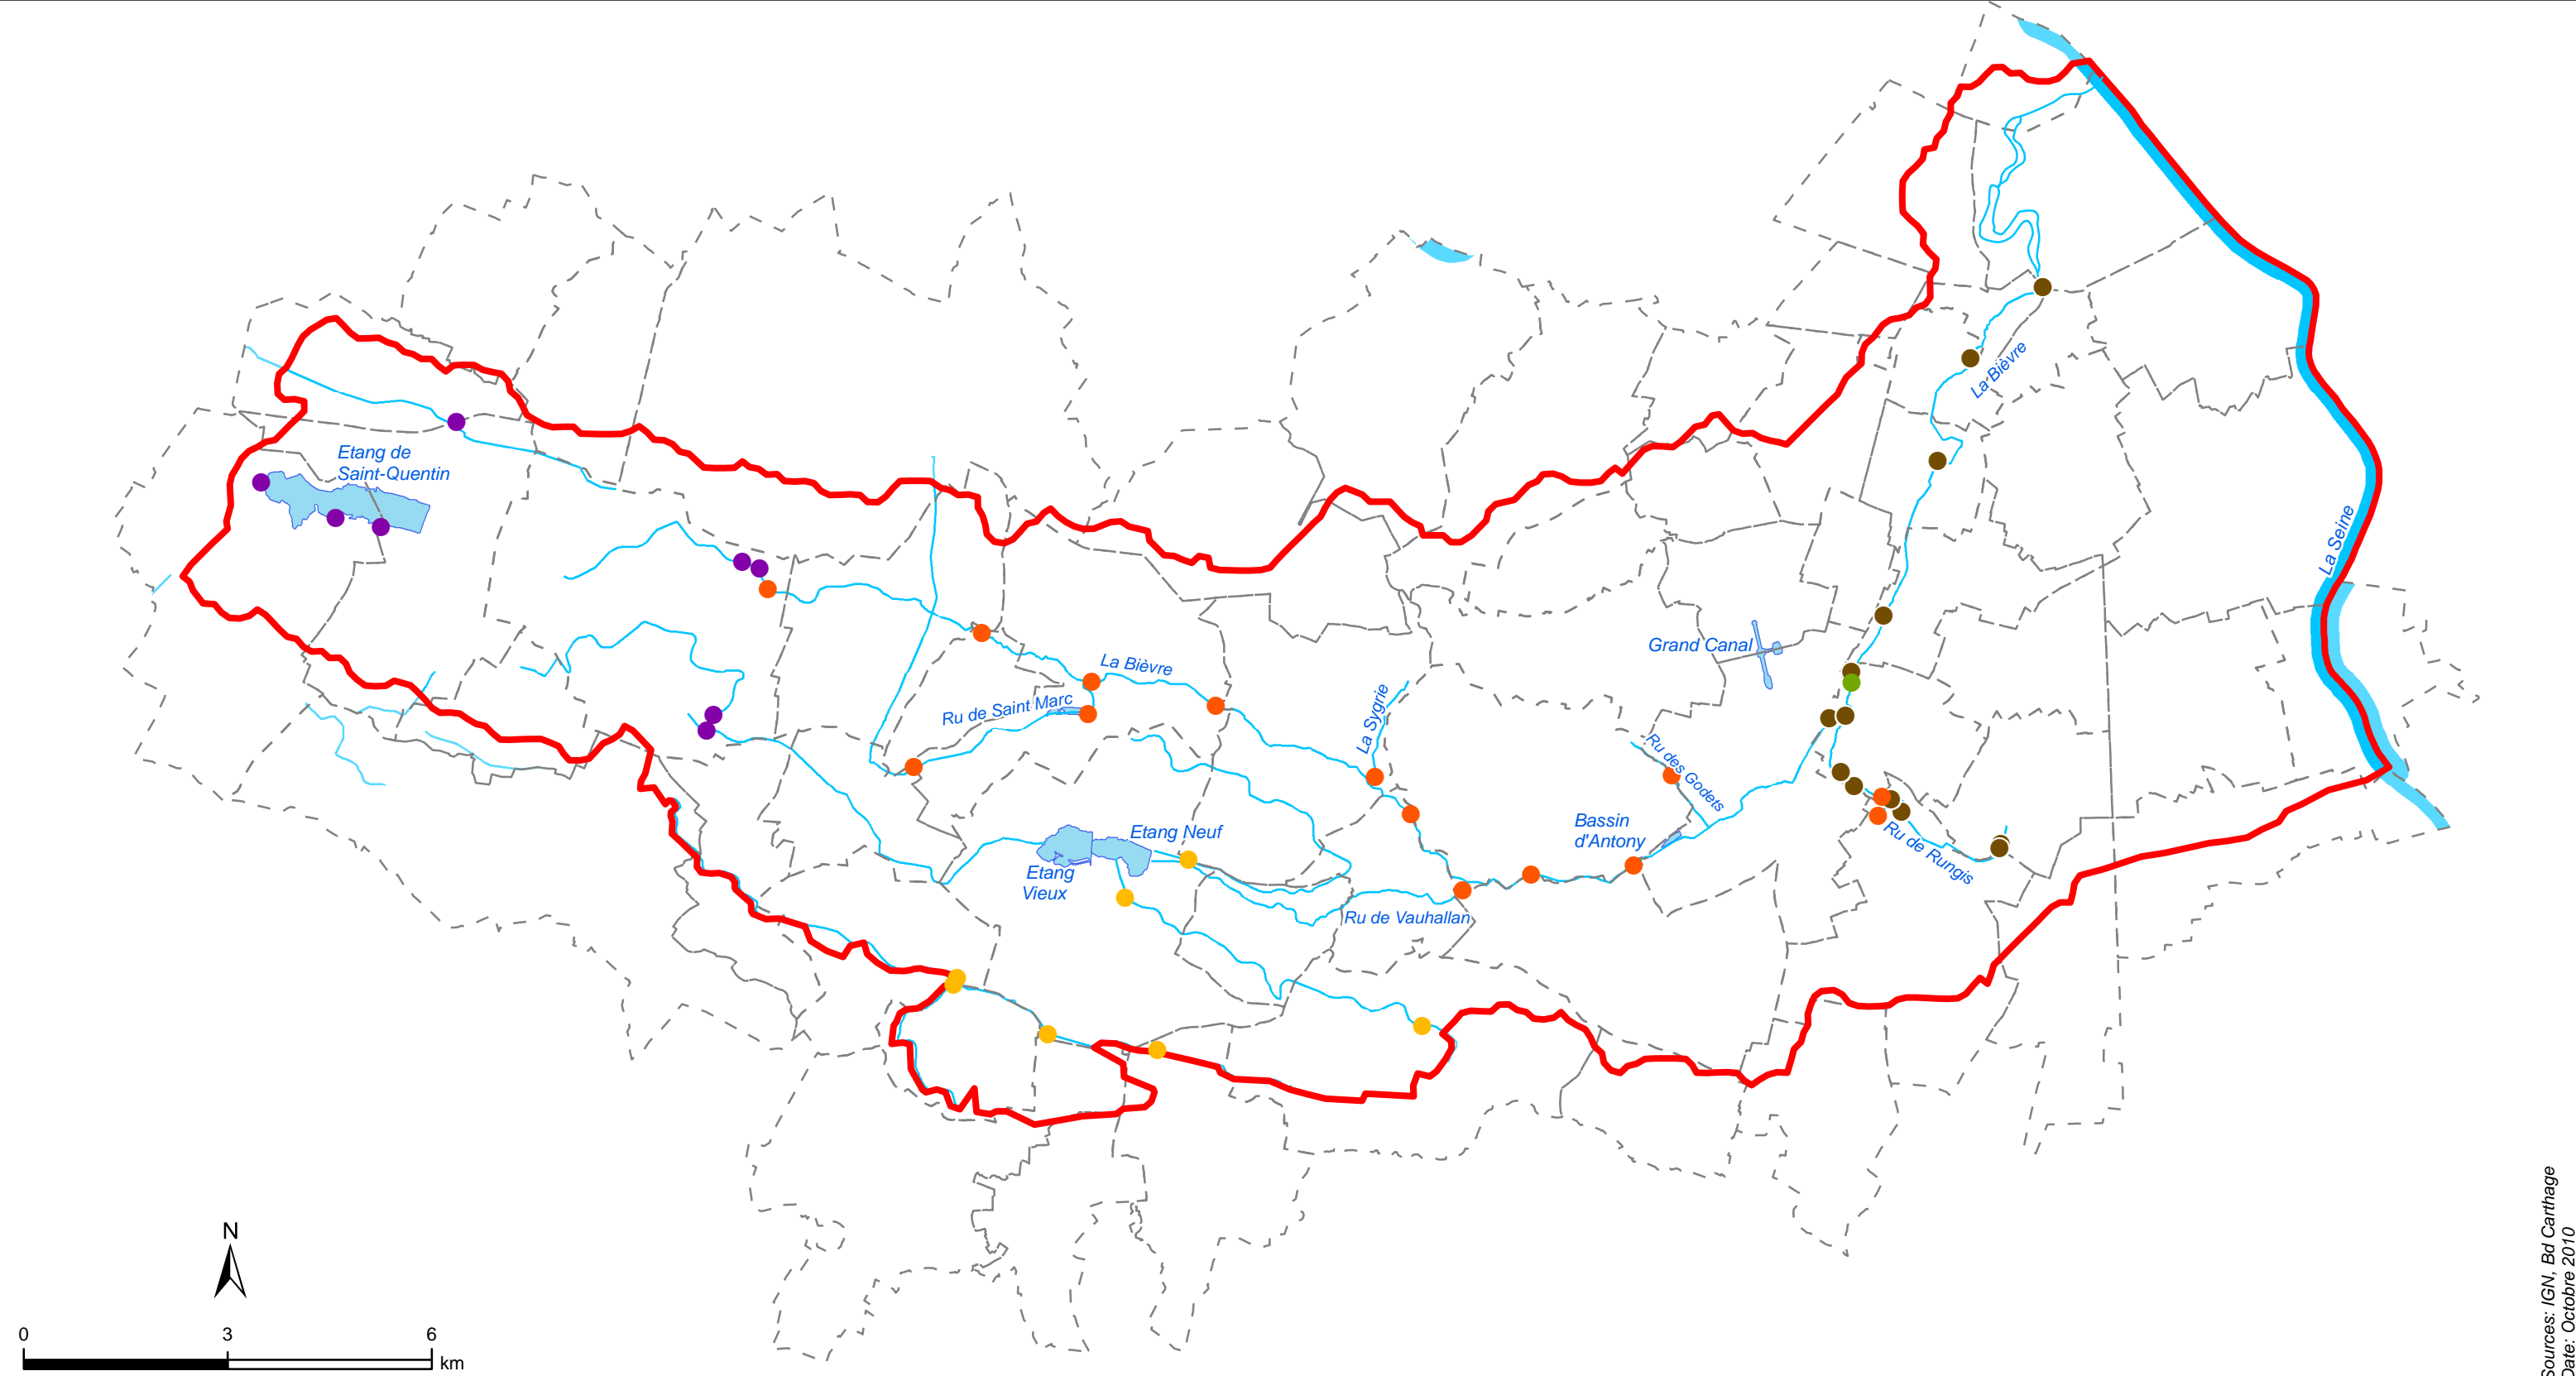 Etang de
Saint-Quentin
La Bièvre
La Seine
Grand Canal
La Bièvre
Ru de Saint Marc
La Sygrie
Ru des Godets
Bassin
d'Antony
Etang Neuf
Etang
Vieux
Ru de Rungis
Ru de Vauhallan
N
0 3 6
km
Sources: IGN, Bd Carthage
Date: Octobre 2010